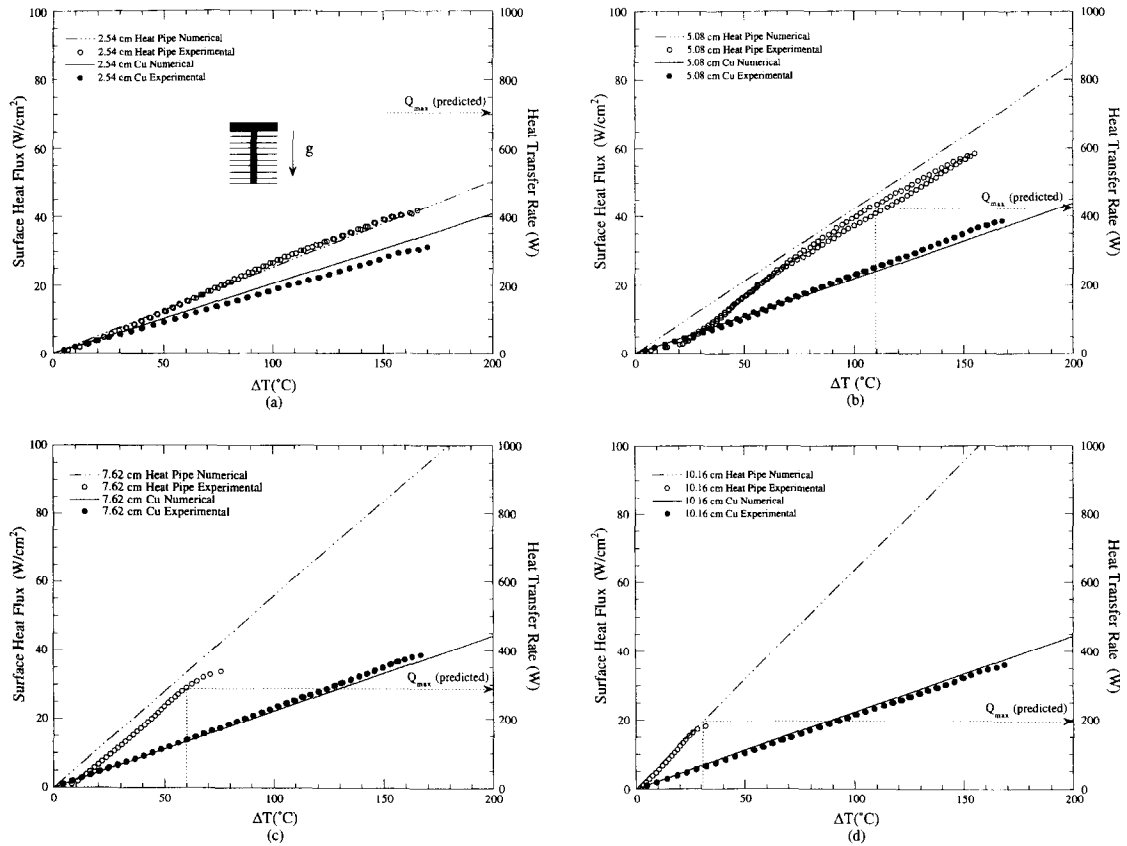 100
80
60
40
20
0
Surface Heat Flux (W/cm²)
2.54 cm Heat Pipe Numerical
2.54 cm Heat Pipe Experimental
2.54 cm Cu Numerical
2.54 cm Cu Experimental
g
Qmax (predicted)
1000
800
600
400
200
0
Heat Transfer Rate (W)
0
50
100
150
200
ΔT(°C)
(a)
100
80
60
40
20
0
Surface Heat Flux (W/cm²)
5.08 cm Heat Pipe Numerical
5.08 cm Heat Pipe Experimental
5.08 cm Cu Numerical
5.08 cm Cu Experimental
Qmax (predicted)
1000
800
600
400
200
0
Heat Transfer Rate (W)
0
50
100
150
200
ΔT(°C)
(b)
100
80
60
40
20
0
Surface Heat Flux (W/cm²)
7.62 cm Heat Pipe Numerical
7.62 cm Heat Pipe Experimental
7.62 cm Cu Numerical
7.62 cm Cu Experimental
Qmax (predicted)
1000
800
600
400
200
0
Heat Transfer Rate (W)
0
50
100
150
200
ΔT(°C)
(c)
100
80
60
40
20
0
Surface Heat Flux (W/cm²)
10.16 cm Heat Pipe Numerical
10.16 cm Heat Pipe Experimental
10.16 cm Cu Numerical
10.16 cm Cu Experimental
Qmax (predicted)
1000
800
600
400
200
0
Heat Transfer Rate (W)
0
50
100
150
200
ΔT(°C)
(d)